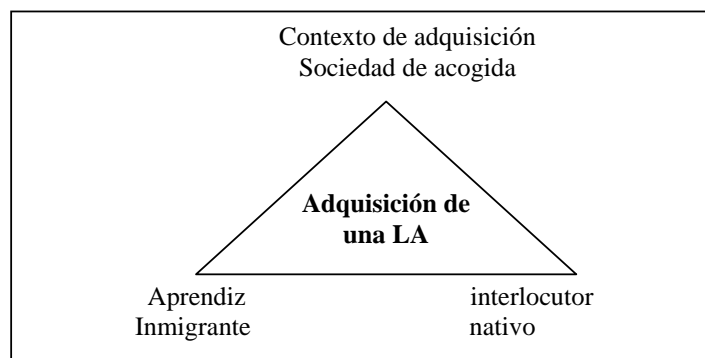 Contexto de adquisición
Sociedad de acogida
Adquisición de
una LA
Aprendiz
Inmigrante
interlocutor
nativo